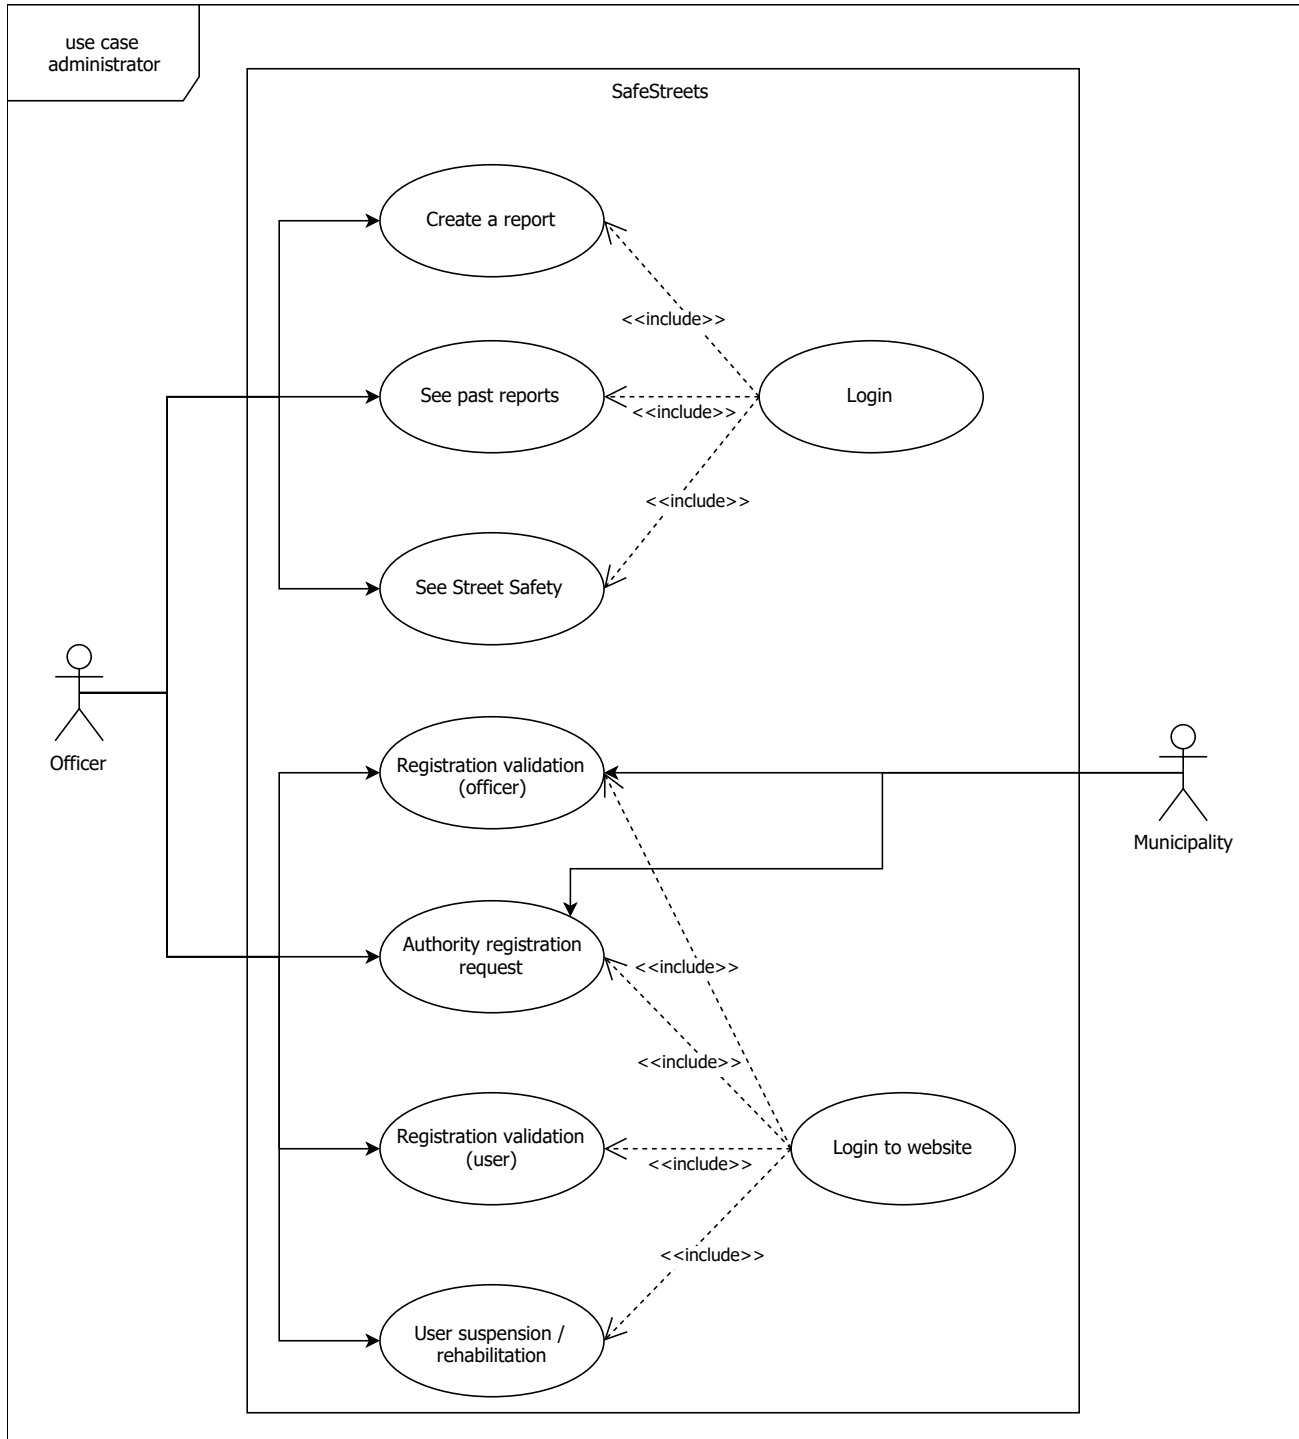 use case
administrator
SafeStreets
Create a report
<<include>>
See past reports
<<include>>
Login
<<include>>
See Street Safety
Officer
Registration validation
(officer)
Municipality
Authority registration
request
<<include>>
<<include>>
Registration validation
(user)
<<include>>
Login to website
<<include>>
User suspension /
rehabilitation